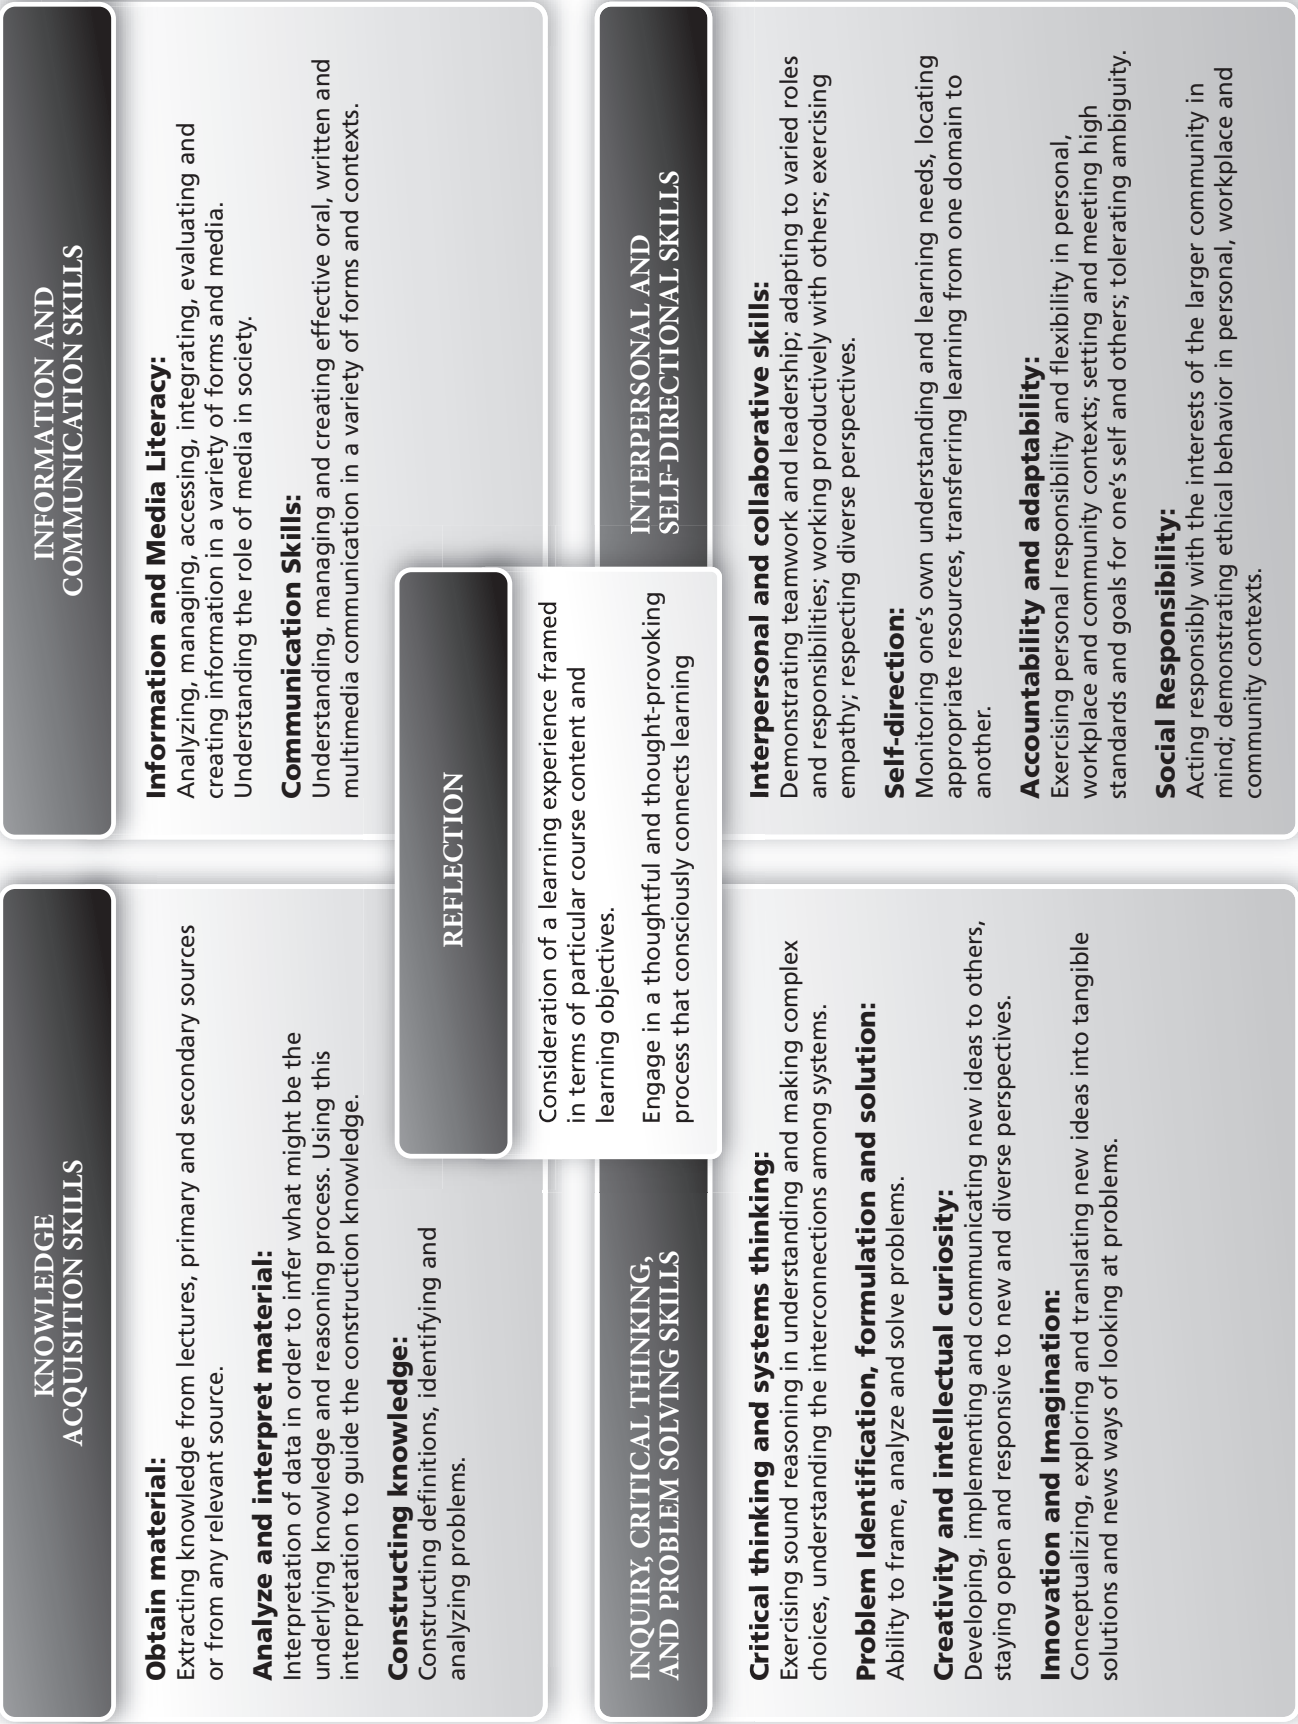 KNOWLEDGE
ACQUISITION SKILLS
Obtain material:
Extracting knowledge from lectures, primary and secondary sources
or from any relevant source.
Analyze and interpret material:
Interpretation of data in order to infer what might be the
underlying knowledge and reasoning process. Using this
interpretation to guide the construction knowledge.
Constructing knowledge:
Constructing definitions, identifying and
analyzing problems.
INFORMATION AND
COMMUNICATION SKILLS
Information and Media Literacy:
Analyzing, managing, accessing, integrating, evaluating and
creating information in a variety of forms and media.
Understanding the role of media in society.
Communication Skills:
Understanding, managing and creating effective oral, written and
multimedia communication in a variety of forms and contexts.
REFLECTION
Consideration of a learning experience framed
in terms of particular course content and
learning objectives.
Engage in a thoughtful and thought-provoking
process that consciously connects learning
INQUIRY, CRITICAL THINKING,
AND PROBLEM SOLVING SKILLS
Critical thinking and systems thinking:
Exercising sound reasoning in understanding and making complex
choices, understanding the interconnections among systems.
Problem Identification, formulation and solution:
Ability to frame, analyze and solve problems.
Creativity and intellectual curiosity:
Developing, implementing and communicating new ideas to others,
staying open and responsive to new and diverse perspectives.
Innovation and Imagination:
Conceptualizing, exploring and translating new ideas into tangible
solutions and news ways of looking at problems.
INTERPERSONAL AND
SELF-DIRECTIONAL SKILLS
Interpersonal and collaborative skills:
Demonstrating teamwork and leadership; adapting to varied roles
and responsibilities; working productively with others; exercising
empathy; respecting diverse perspectives.
Self-direction:
Monitoring one's own understanding and learning needs, locating
appropriate resources, transferring learning from one domain to
another.
Accountability and adaptability:
Exercising personal responsibility and flexibility in personal,
workplace and community contexts; setting and meeting high
standards and goals for one's self and others; tolerating ambiguity.
Social Responsibility:
Acting responsibly with the interests of the larger community in
mind; demonstrating ethical behavior in personal, workplace and
community contexts.